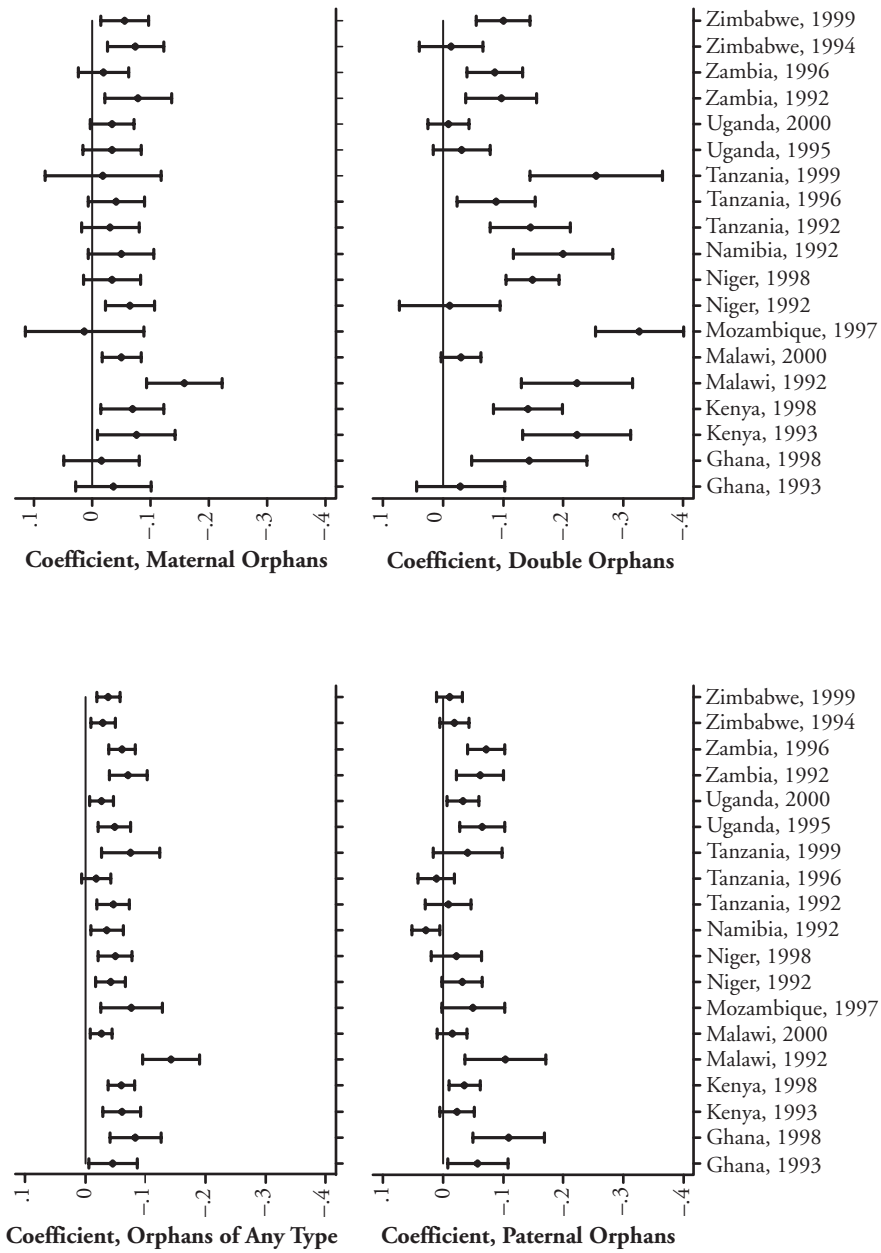 Zimbabwe, 1999
Zimbabwe, 1994
Zambia, 1996
Zambia, 1992
Uganda, 2000
Uganda, 1995
Tanzania, 1999
Tanzania, 1996
Tanzania, 1992
Namibia, 1992
Niger, 1998
Niger, 1992
Mozambique, 1997
Malawi, 2000
Malawi, 1992
Kenya, 1998
Kenya, 1993
Ghana, 1998
Ghana, 1993
.1 0 –.1 –.2 –.3 –.4 .1 0 –.1 –.2 –.3 –.4
Coefficient, Maternal Orphans Coefficient, Double Orphans
Zimbabwe, 1999
Zimbabwe, 1994
Zambia, 1996
Zambia, 1992
Uganda, 2000
Uganda, 1995
Tanzania, 1999
Tanzania, 1996
Tanzania, 1992
Namibia, 1992
Niger, 1998
Niger, 1992
Mozambique, 1997
Malawi, 2000
Malawi, 1992
Kenya, 1998
Kenya, 1993
Ghana, 1998
Ghana, 1993
.1 0 –.1 –.2 –.3 –.4 .1 0 –.1 –.2 –.3 –.4
Coefficient, Orphans of Any Type Coefficient, Paternal Orphans